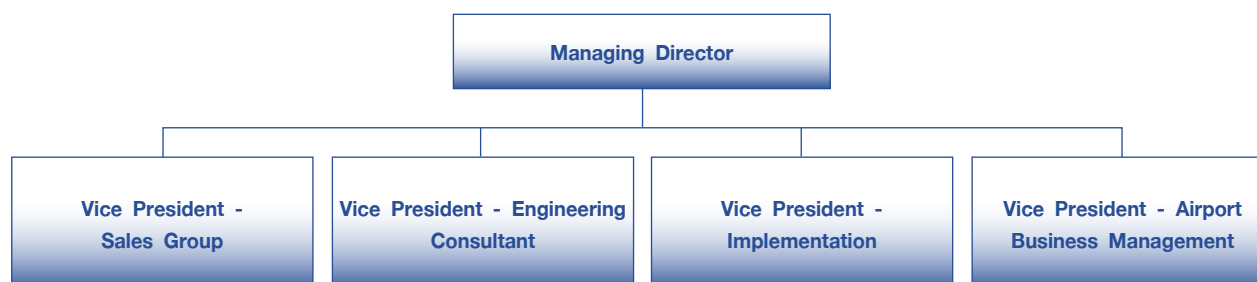 Managing Director
Vice President -
Sales Group
Vice President - Engineering
Consultant
Vice President -
Implementation
Vice President - Airport
Business Management